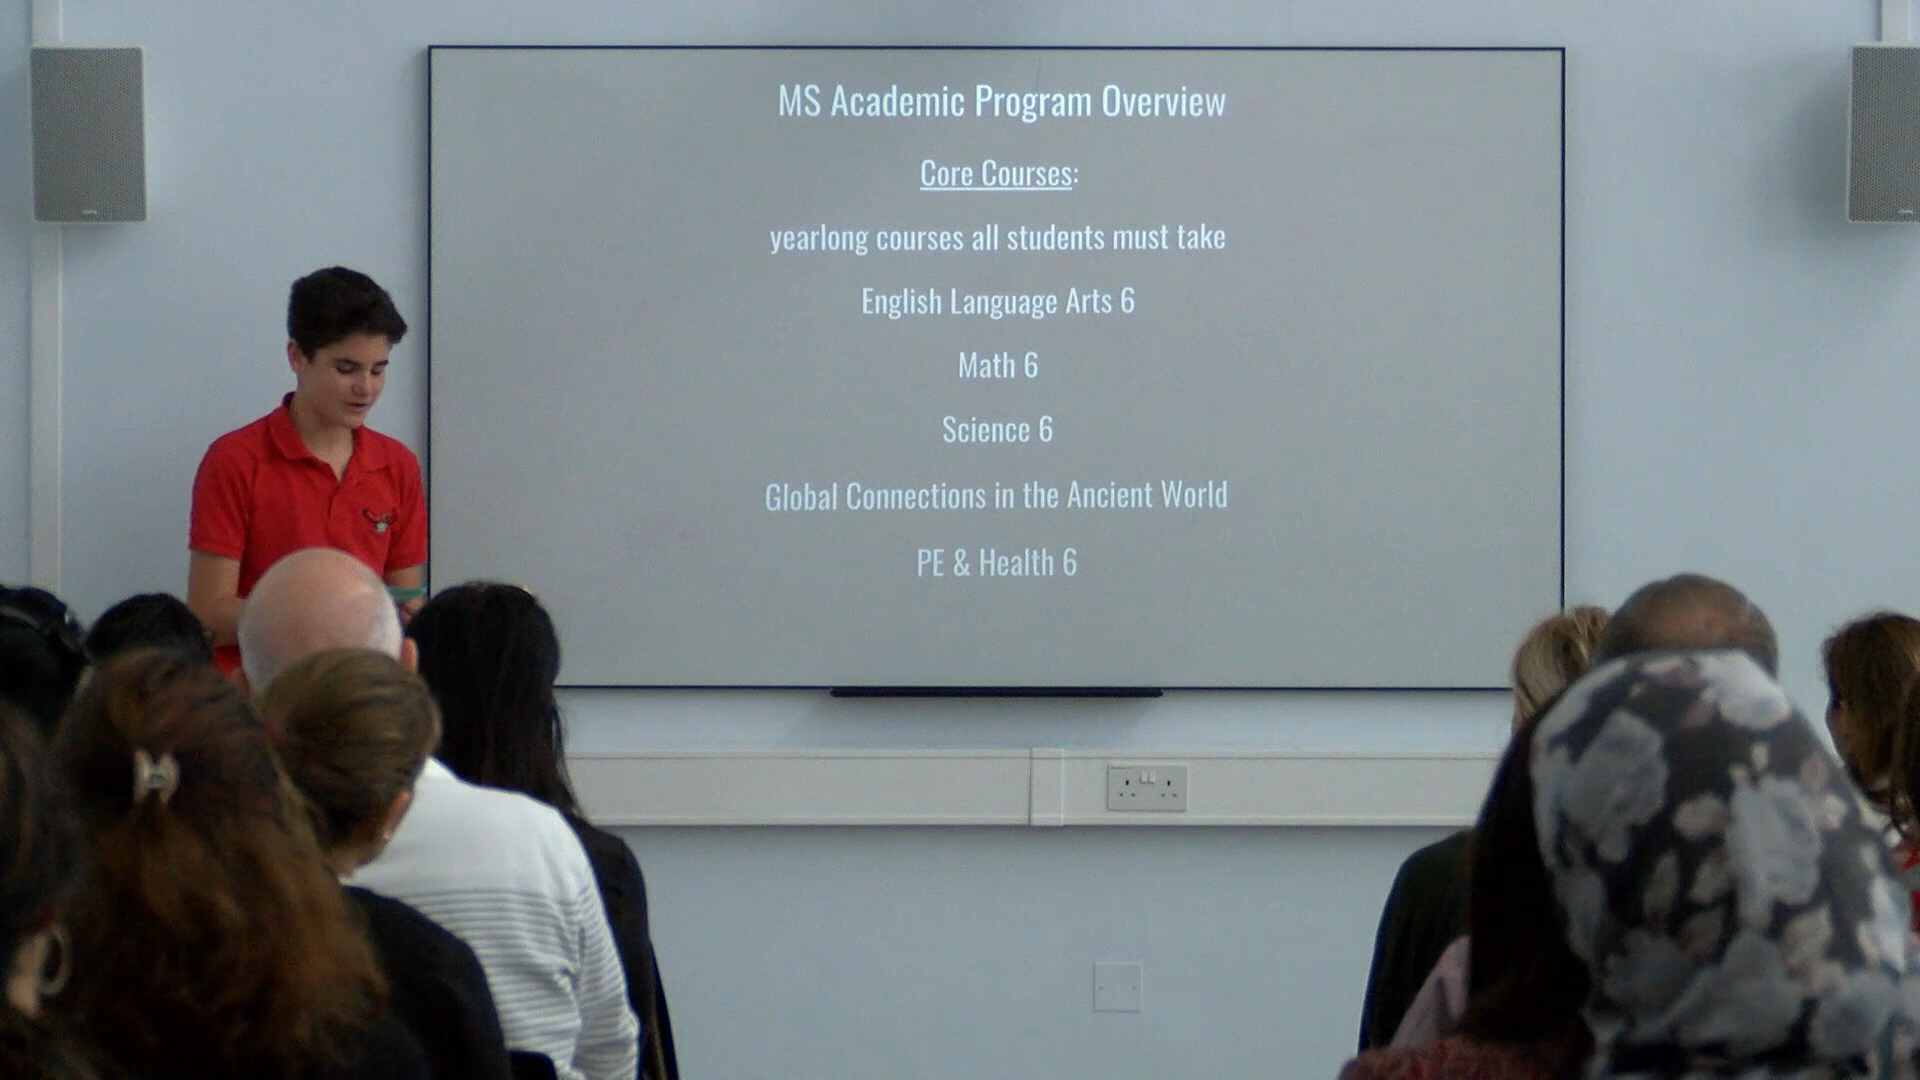 MS Academic Program Overview
Core Courses:
yearlong courses all students must take
English Language Arts 6
Math 6
Science 6
Global Connections in the Ancient World
PE & Health 6